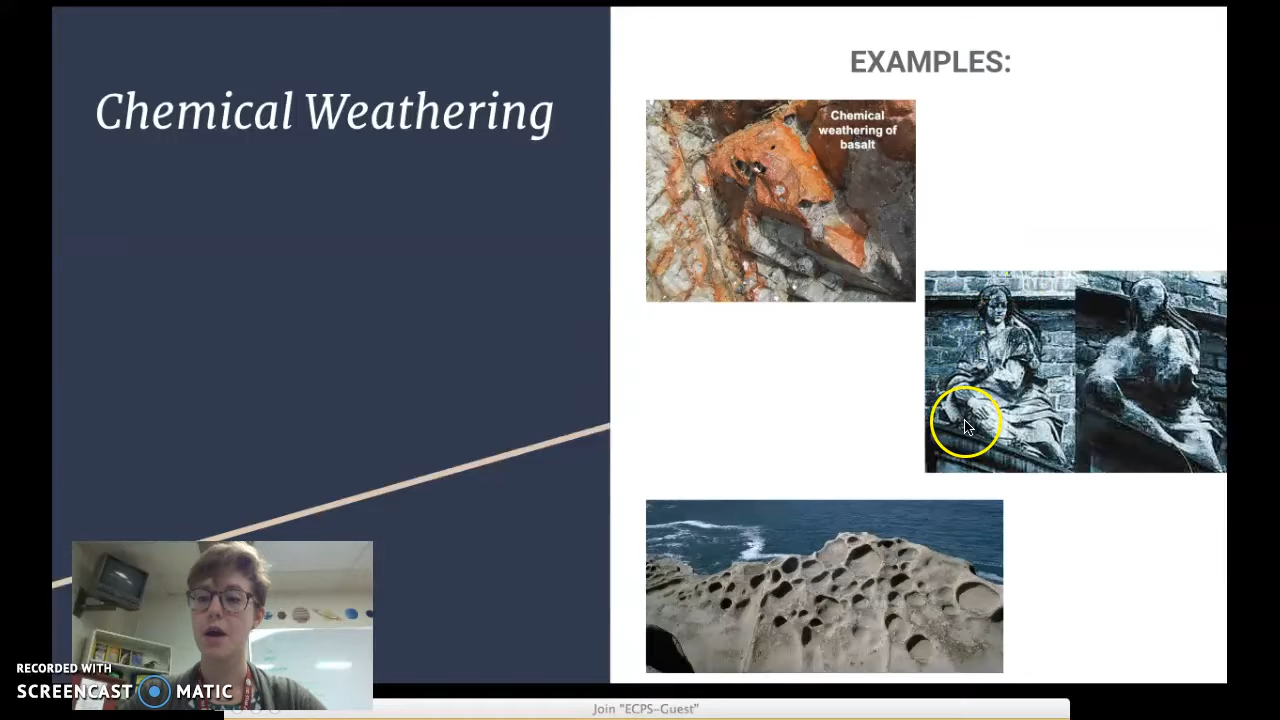 Chemical Weathering
EXAMPLES:
Chemical
weathering of
basalt
RECORDED WITH
SCREENCAST MATIC
Join "ECPS-Guest"